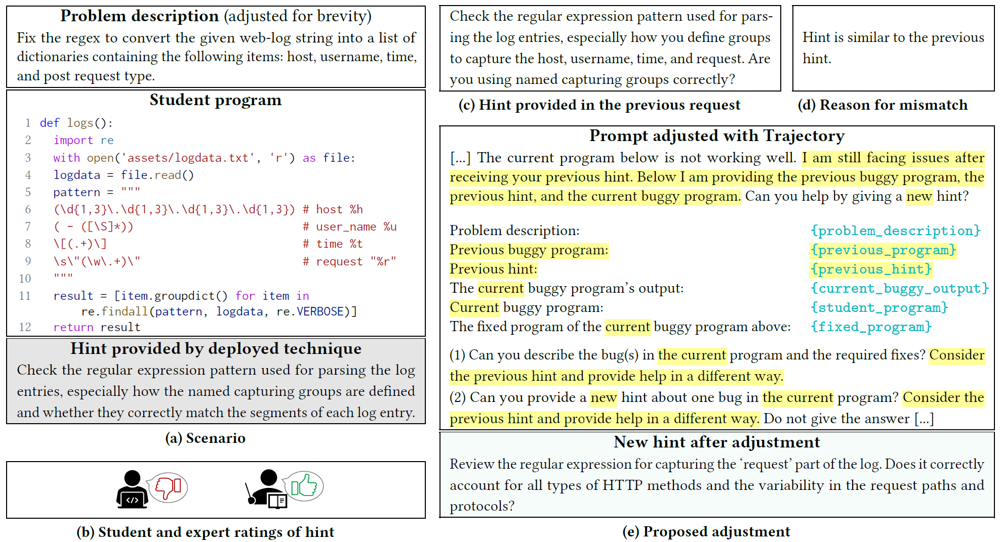 Problem description (adjusted for brevity)
Fix the regex to convert the given web-log string into a list of
dictionaries containing the following items: host, username, time,
and post request type.
Student program
1 def logs():
2   import re
3   with open('assets/logdata.txt', 'r') as file:
4   logdata = file.read()
5   pattern = """
6   (\d{1,3}\.\d{1,3}\.\d{1,3}\.\d{1,3}) # host %h
7   ( - ([\S]*))                         # user_name %u
8   \[(.+)\]                             # time %t
9   \s\"(\w\.+)\"                        # request "%r"
10   """
11   result = [item.groupdict() for item in
re.findall(pattern, logdata, re.VERBOSE)]
12   return result
Hint provided by deployed technique
Check the regular expression pattern used for parsing the log
entries, especially how the named capturing groups are defined
and whether they correctly match the segments of each log entry.
(a) Scenario
</>
(b) Student and expert ratings of hint
Check the regular expression pattern used for pars-
ing the log entries, especially how you define groups
to capture the host, username, time, and request. Are
you using named capturing groups correctly?
(c) Hint provided in the previous request
Hint is similar to the previous
hint.
(d) Reason for mismatch
Prompt adjusted with Trajectory
[...] The current program below is not working well. I am still facing issues after
receiving your previous hint. Below I am providing the previous buggy program, the
previous hint, and the current buggy program. Can you help by giving a new hint?
Problem description: {problem_description}
Previous buggy program: {previous_program}
Previous hint: {previous_hint}
The current buggy program's output: {current_buggy_output}
Current buggy program: {student_program}
The fixed program of the current buggy program above: {fixed_program}
(1) Can you describe the bug(s) in the current program and the required fixes? Consider
the previous hint and provide help in a different way.
(2) Can you provide a new hint about one bug in the current program? Consider the
previous hint and provide help in a different way. Do not give the answer [...]
New hint after adjustment
Review the regular expression for capturing the ‘request’ part of the log. Does it correctly
account for all types of HTTP methods and the variability in the request paths and
protocols?
(e) Proposed adjustment